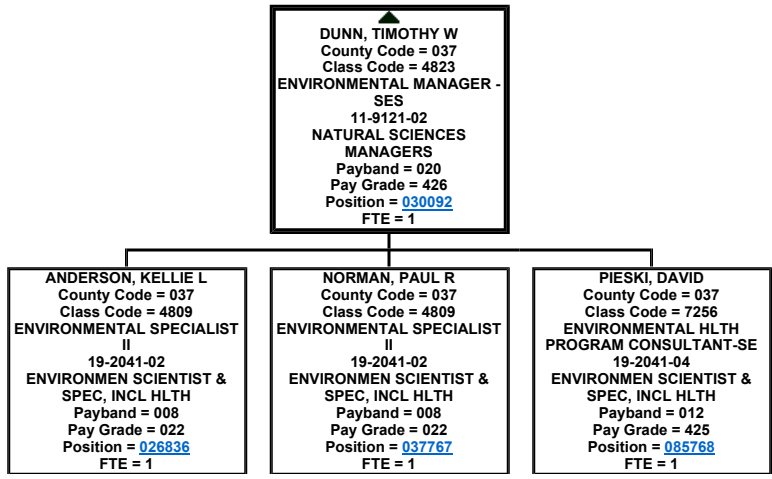 DUNN, TIMOTHY W
County Code = 037
Class Code = 4823
ENVIRONMENTAL MANAGER -
SES
11-9121-02
NATURAL SCIENCES
MANAGERS
Payband = 020
Pay Grade = 426
Position = 030092
FTE = 1
ANDERSON, KELLIE L
County Code = 037
Class Code = 4809
ENVIRONMENTAL SPECIALIST
II
19-2041-02
ENVIRONMEN SCIENTIST &
SPEC, INCL HLTH
Payband = 008
Pay Grade = 022
Position = 026836
FTE = 1
NORMAN, PAUL R
County Code = 037
Class Code = 4809
ENVIRONMENTAL SPECIALIST
II
19-2041-02
ENVIRONMEN SCIENTIST &
SPEC, INCL HLTH
Payband = 008
Pay Grade = 022
Position = 037767
FTE = 1
PIESKI, DAVID
County Code = 037
Class Code = 7256
ENVIRONMENTAL HLTH
PROGRAM CONSULTANT-SE
19-2041-04
ENVIRONMEN SCIENTIST &
SPEC, INCL HLTH
Payband = 012
Pay Grade = 425
Position = 085768
FTE = 1